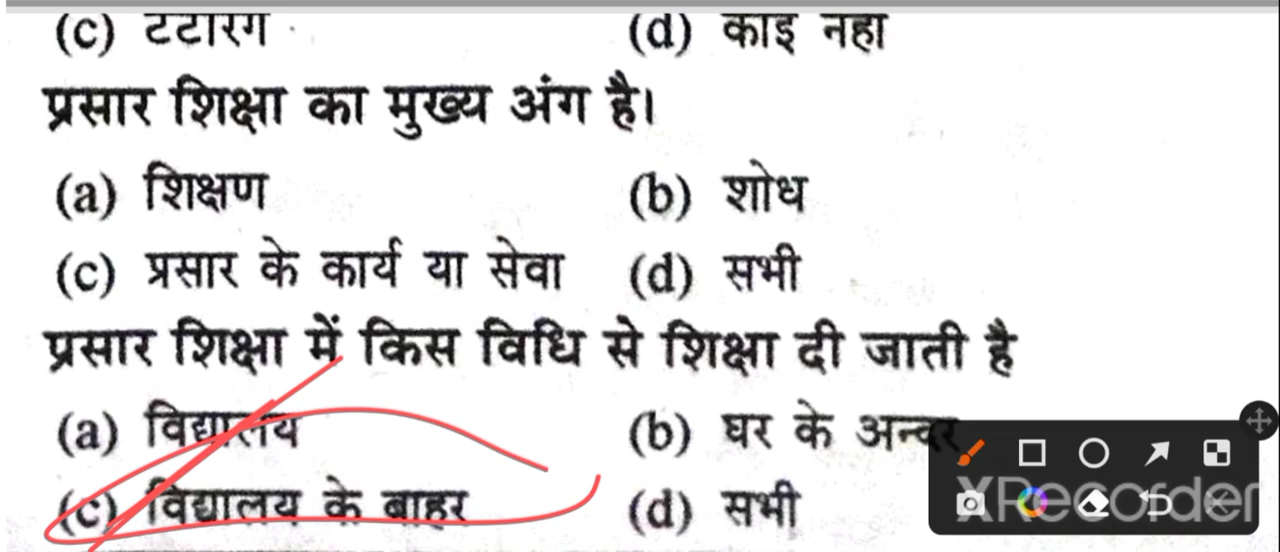 (c) टटारग (d) काइ नहा
प्रसार शिक्षा का मुख्य अंग है।
(a) शिक्षण (b) शोध
(c) प्रसार के कार्य या सेवा (d) सभी
प्रसार शिक्षा में किस विधि से शिक्षा दी जाती है
(a) विद्यालय (b) घर के अन्दर
(c) विद्यालय के बाहर (d) सभी
XRecorder